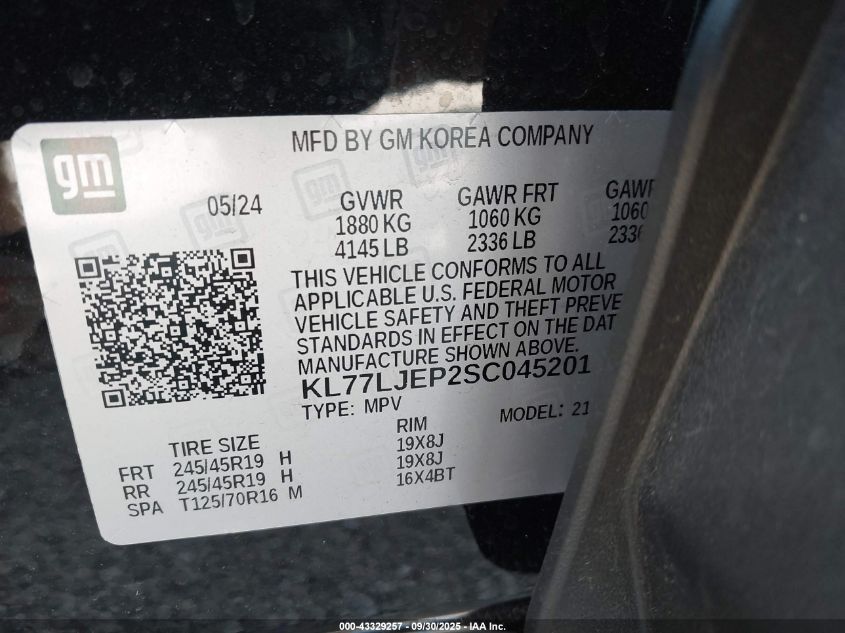 gm
MFD BY GM KOREA COMPANY
05/24 GVWR GAWR FRT GAWR
1880 KG 1060 KG 1060
4145 LB 2336 LB 2336
THIS VEHICLE CONFORMS TO ALL
APPLICABLE U.S. FEDERAL MOTOR
VEHICLE SAFETY AND THEFT PREVE
STANDARDS IN EFFECT ON THE DAT
MANUFACTURE SHOWN ABOVE.
KL77LJEP2SC045201
TYPE: MPV MODEL: 21
TIRE SIZE RIM
FRT 245/45R19 H 19X8J
RR 245/45R19 H 19X8J
SPA T125/70R16 M 16X4BT
000-43329257 - 09/30/2025 - IAA Inc.